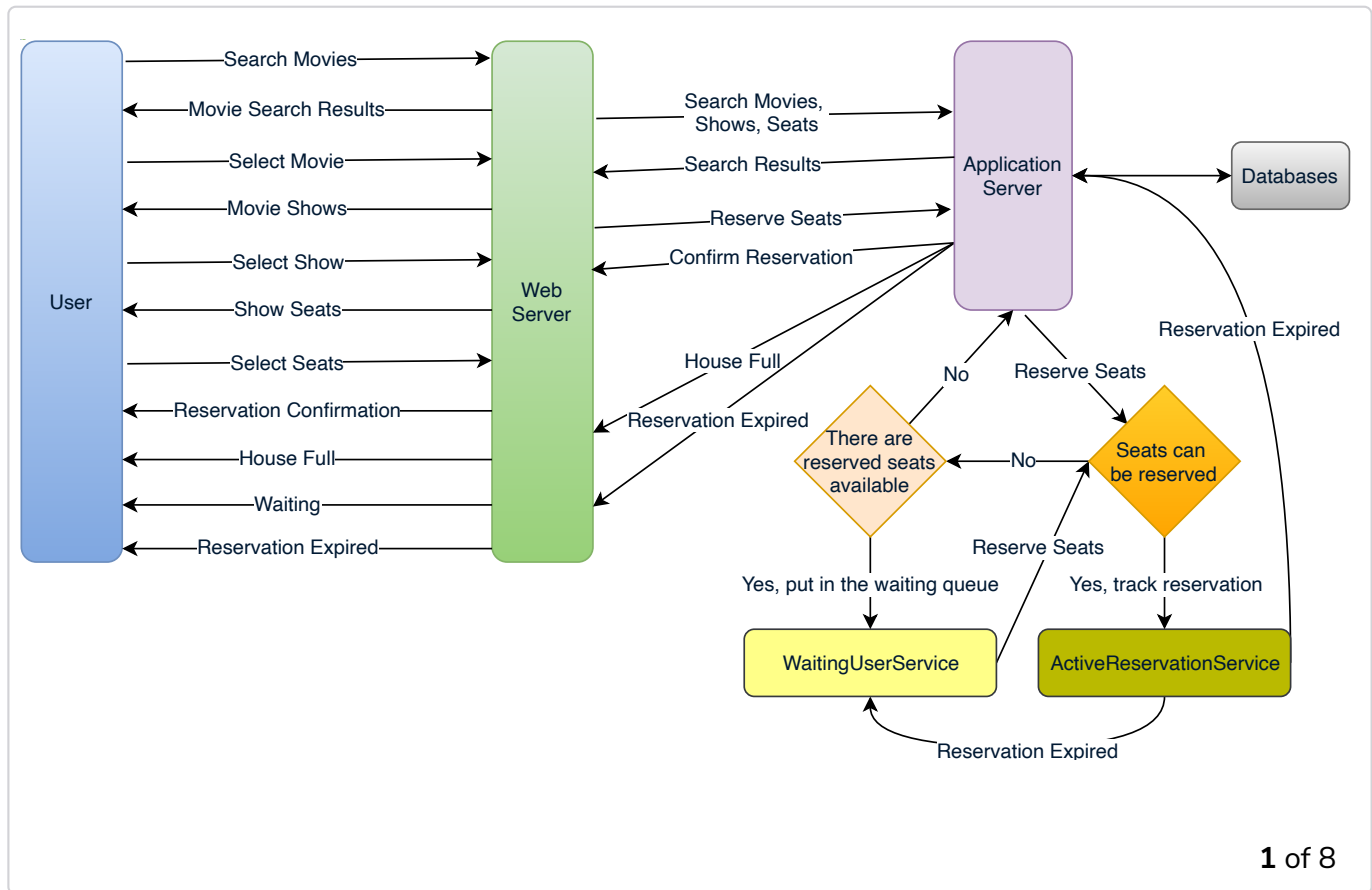 Search Movies
Movie Search Results
Select Movie
Movie Shows
Select Show
Show Seats
Select Seats
Reservation Confirmation
House Full
Waiting
Reservation Expired
User
Web
Server
Search Movies,
Shows, Seats
Search Results
Reserve Seats
Confirm Reservation
House Full
Reservation Expired
Application
Server
Databases
Reservation Expired
No
Reserve Seats
There are
reserved seats
available
No
Seats can
be reserved
Reserve Seats
Yes, put in the waiting queue
Yes, track reservation
WaitingUserService
ActiveReservationService
Reservation Expired
1 of 8